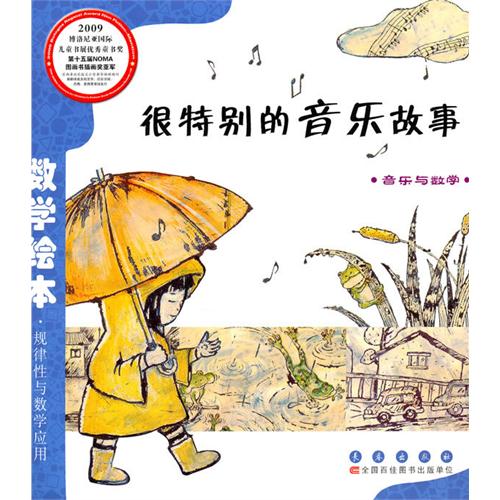 2009
博洛尼亚国际
儿童书展优秀童书奖
第十五届NOMA
图画书插画奖亚军
很特别的音乐故事
·音乐与数学·
数学绘本
·规律性与数学应用
长春出版社
全国百佳图书出版单位